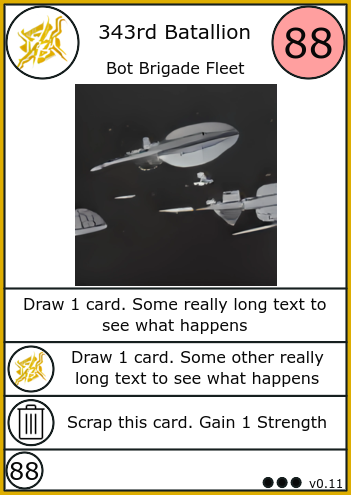 343rd Batallion
88
Bot Brigade Fleet
Draw 1 card. Some really long text to
see what happens
Draw 1 card. Some other really
long text to see what happens
Scrap this card. Gain 1 Strength
88
v0.11